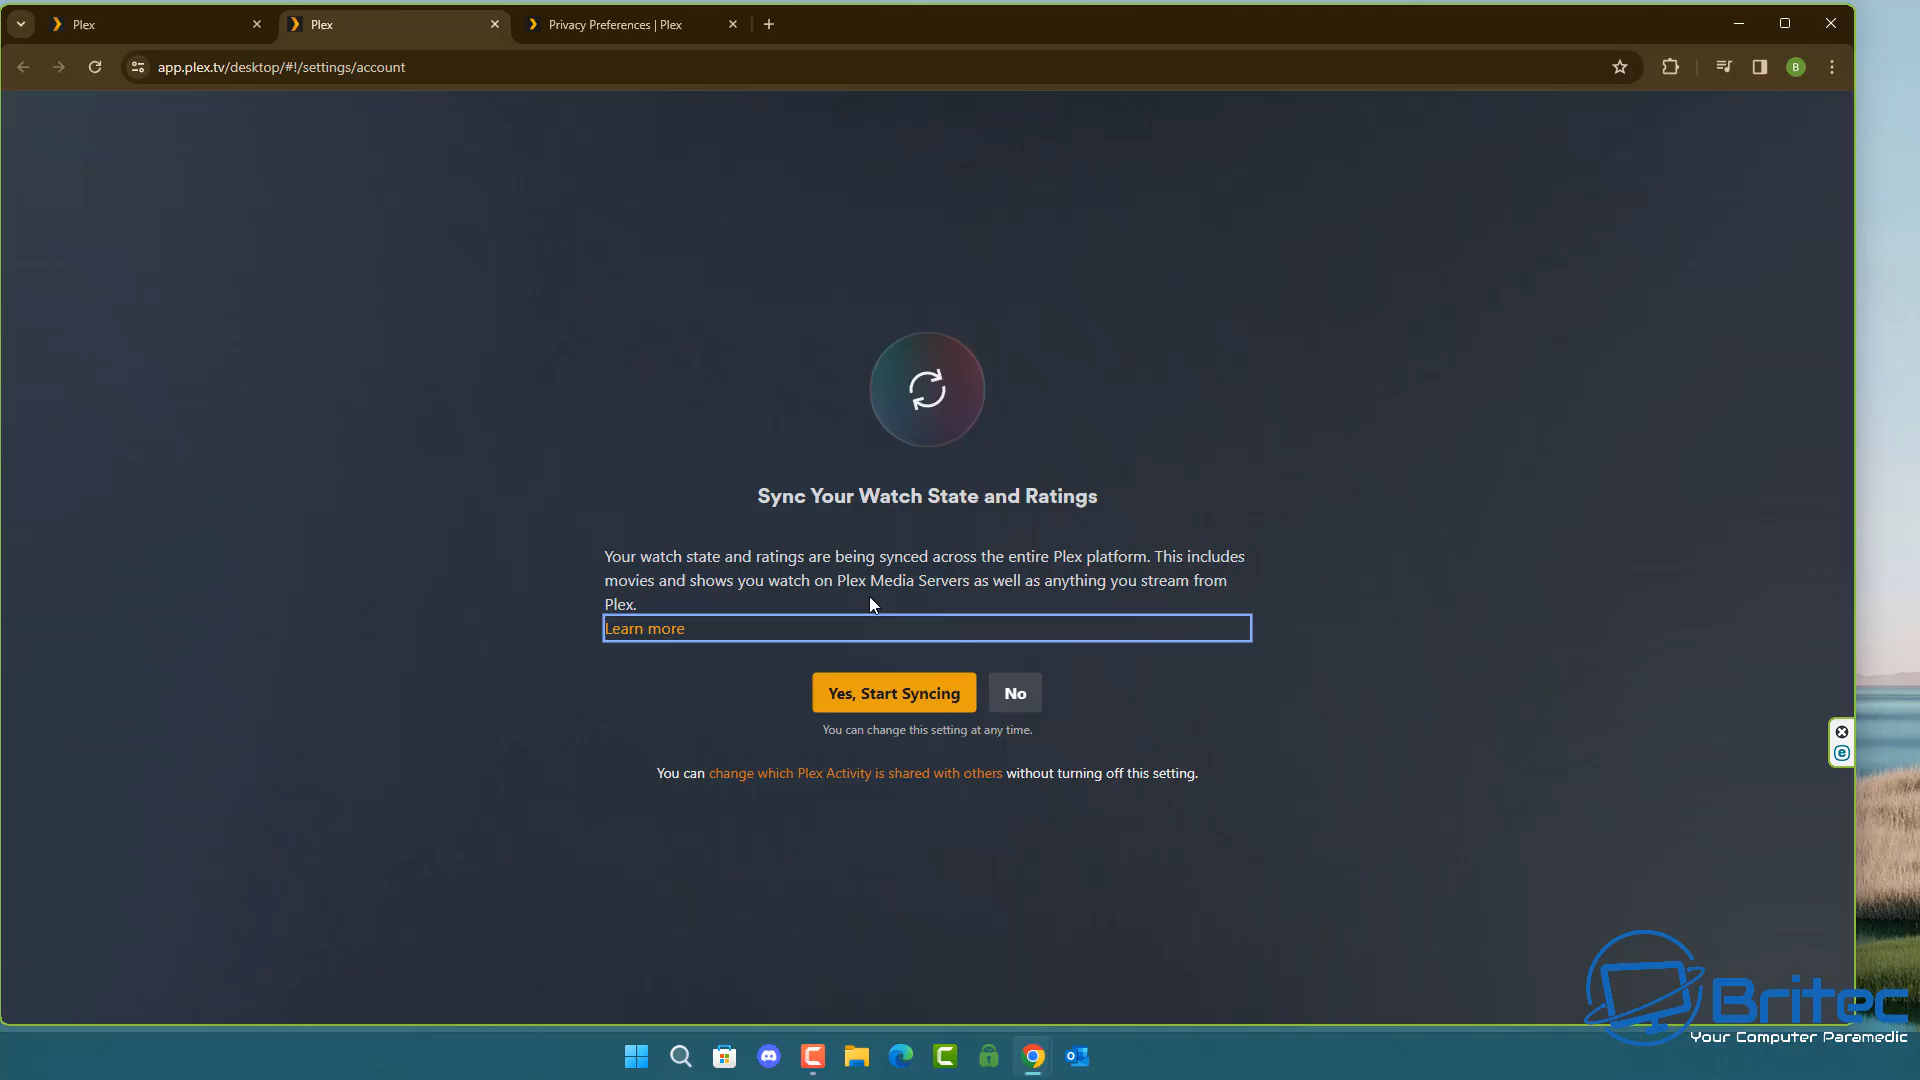 Plex
Plex
Privacy Preferences | Plex
app.plex.tv/desktop/#!/settings/account
B
Sync Your Watch State and Ratings
Your watch state and ratings are being synced across the entire Plex platform. This includes
movies and shows you watch on Plex Media Servers as well as anything you stream from
Plex.
Learn more
Yes, Start Syncing
No
You can change this setting at any time.
You can change which Plex Activity is shared with others without turning off this setting.
Britec
Your Computer Paramedic